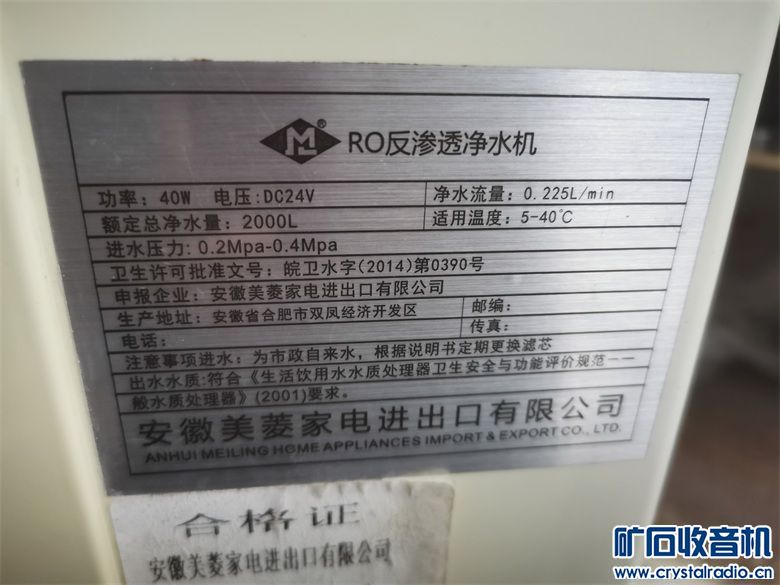 ML® RO反渗透净水机
功率：40W 电压：DC24V 净水流量：0.225L/min
额定总净水量：2000L 适用温度：5-40℃
进水压力：0.2Mpa-0.4Mpa
卫生许可批准文号：皖卫水字(2014)第0390号
申报企业：安徽美菱家电进出口有限公司
生产地址：安徽省合肥市双凤经济开发区 邮编：
电话： 传真：
注意事项进水：为市政自来水，根据说明书定期更换滤芯
出水水质：符合《生活饮用水水质处理器卫生安全与功能评价规范——
般水质处理器》(2001)要求。
安徽美菱家电进出口有限公司
ANHUI MEILING HOME APPLIANCES IMPORT & EXPORT CO., LTD.
合格证
安徽美菱家电进出口有限公司
矿石收音机
www.crystalradio.cn